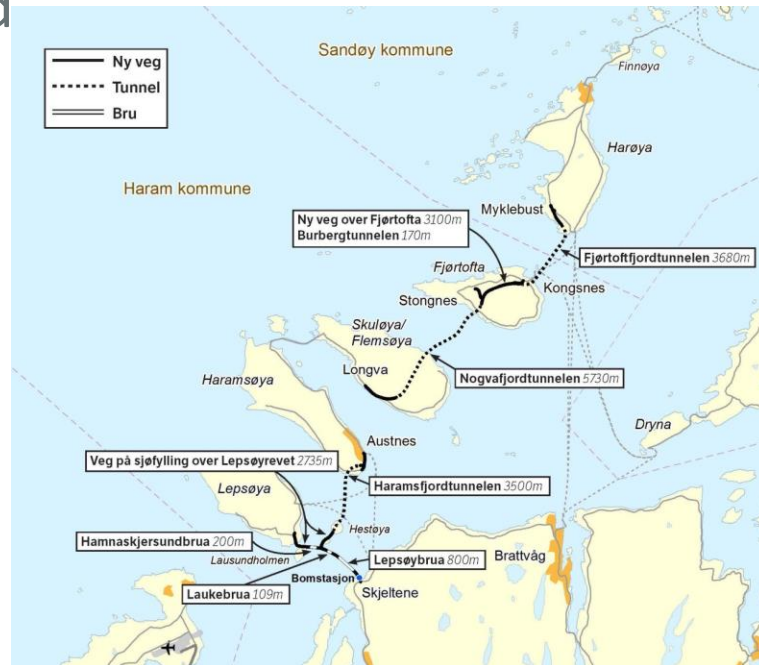 Sandøy kommune
Ny veg
Tunnel
Bru
Finnøya
Harøya
Haram kommune
Myklebust
Ny veg over Fjørtofta 3100m
Burbergtunnelen 170m
Fjørtoftfjordtunnelen 3680m
Fjørtofta
Kongsnes
Stongnes
Skuløya/
Flemsøya
Longva
Nogvafjordtunnelen 5730m
Haramsøya
Dryna
Austnes
Veg på sjøfylling over Lepsøyrevet 2735m
Haramsfjordtunnelen 3500m
Lepsøya
Hestøya
Hamnaskjersundbrua 200m
Lausundholmen
Lepsøybrua 800m
Brattvåg
Bomstasjon
Laukebrua 109m
Skjeltene